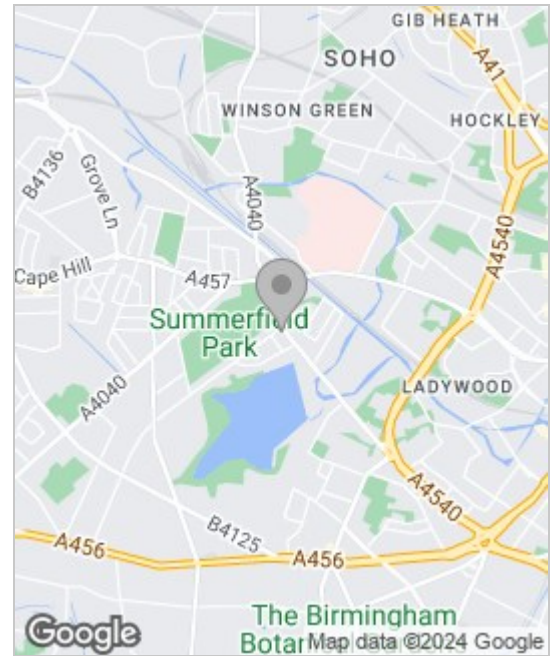 GIB HEATH
A41
SOHO
WINSON GREEN
HOCKLEY
B4136
Grove Ln
A4040
A4540
Cape Hill
A457
Summerfield
Park
A4040
LADYWOOD
A4540
B4125
A456
A456
The Birmingham
Google
Map data ©2024 Google